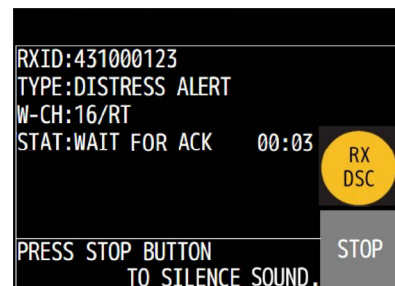 RXID:431000123
TYPE:DISTRESS ALERT
W-CH:16/RT
STAT:WAIT FOR ACK 00:03
RX
DSC
PRESS STOP BUTTON
TO SILENCE SOUND.
STOP